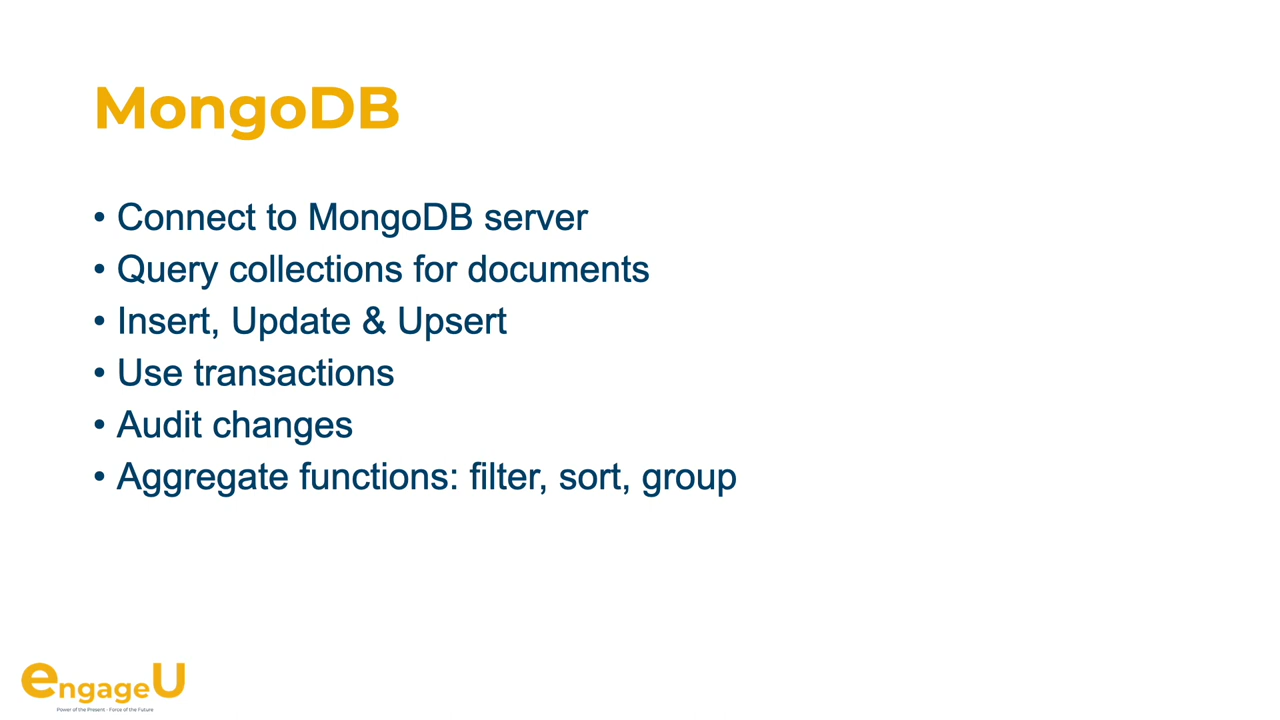 MongoDB
• Connect to MongoDB server
• Query collections for documents
• Insert, Update & Upsert
• Use transactions
• Audit changes
• Aggregate functions: filter, sort, group
engageU
Power of the Present - Force of the Future